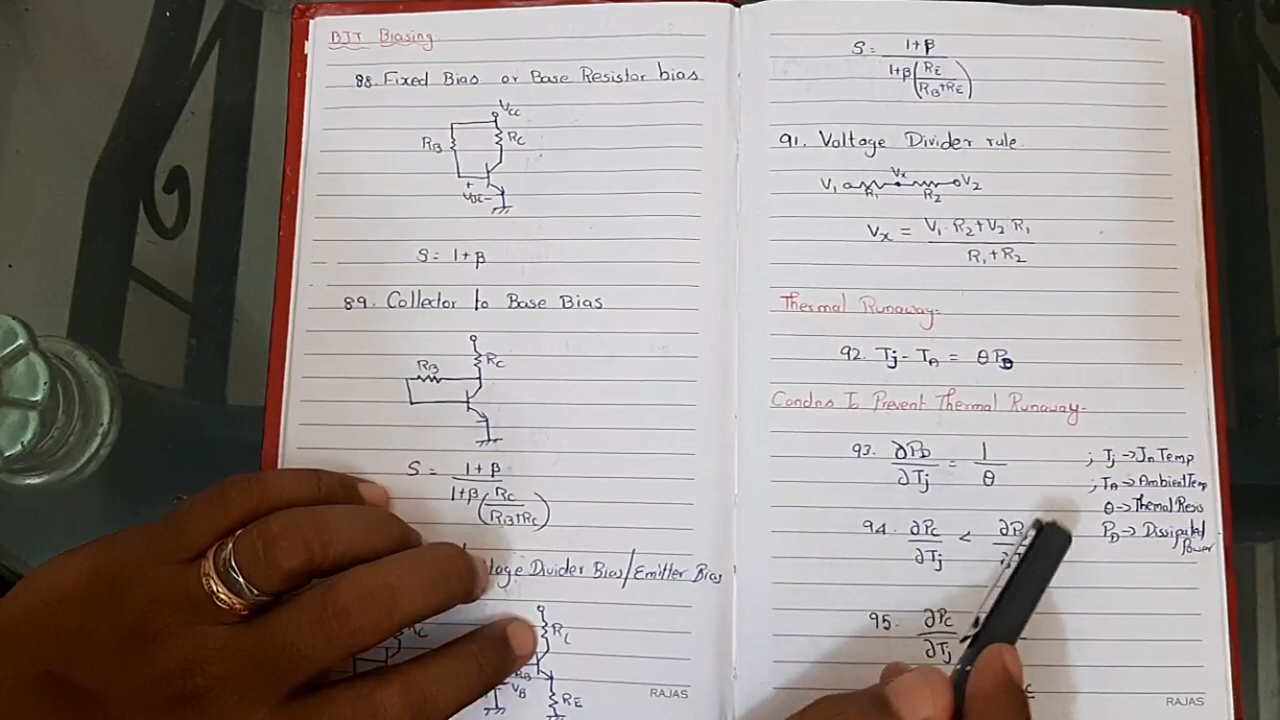 BJT Biasing
88. Fixed Bias or Base Resistor bias
VCC
RB
RC
+
VBE-
S = 1+β
89. Collector to Base Bias
RC
RB
S = 1+β
1+β(RC
RB+RC)
Divider Bias/Emitter Bias
RC
RC
RB
VB
RE
RAJAS
S = 1+β
1+β(RE
RB+RE)
91. Voltage Divider rule.
V1 Vx V2
R1 R2
Vx = V1. R2+V2 R1
R1+R2
Thermal Runaway-
92. Tj - TA = θ PD
Condns To Prevent Thermal Runaway-
93. ∂PD = 1
∂Tj θ
; Tj → Jn Temp
; TA → Ambient Temp
θ → Themal Resis
PD → Dissipated Power
94. ∂PC < ∂P
∂Tj
95. ∂PC
∂Tj
RAJAS